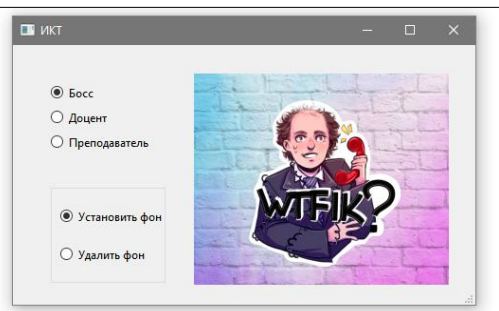 ИКТ
Босс
Доцент
Преподаватель
Установить фон
Удалить фон
WTFIK?